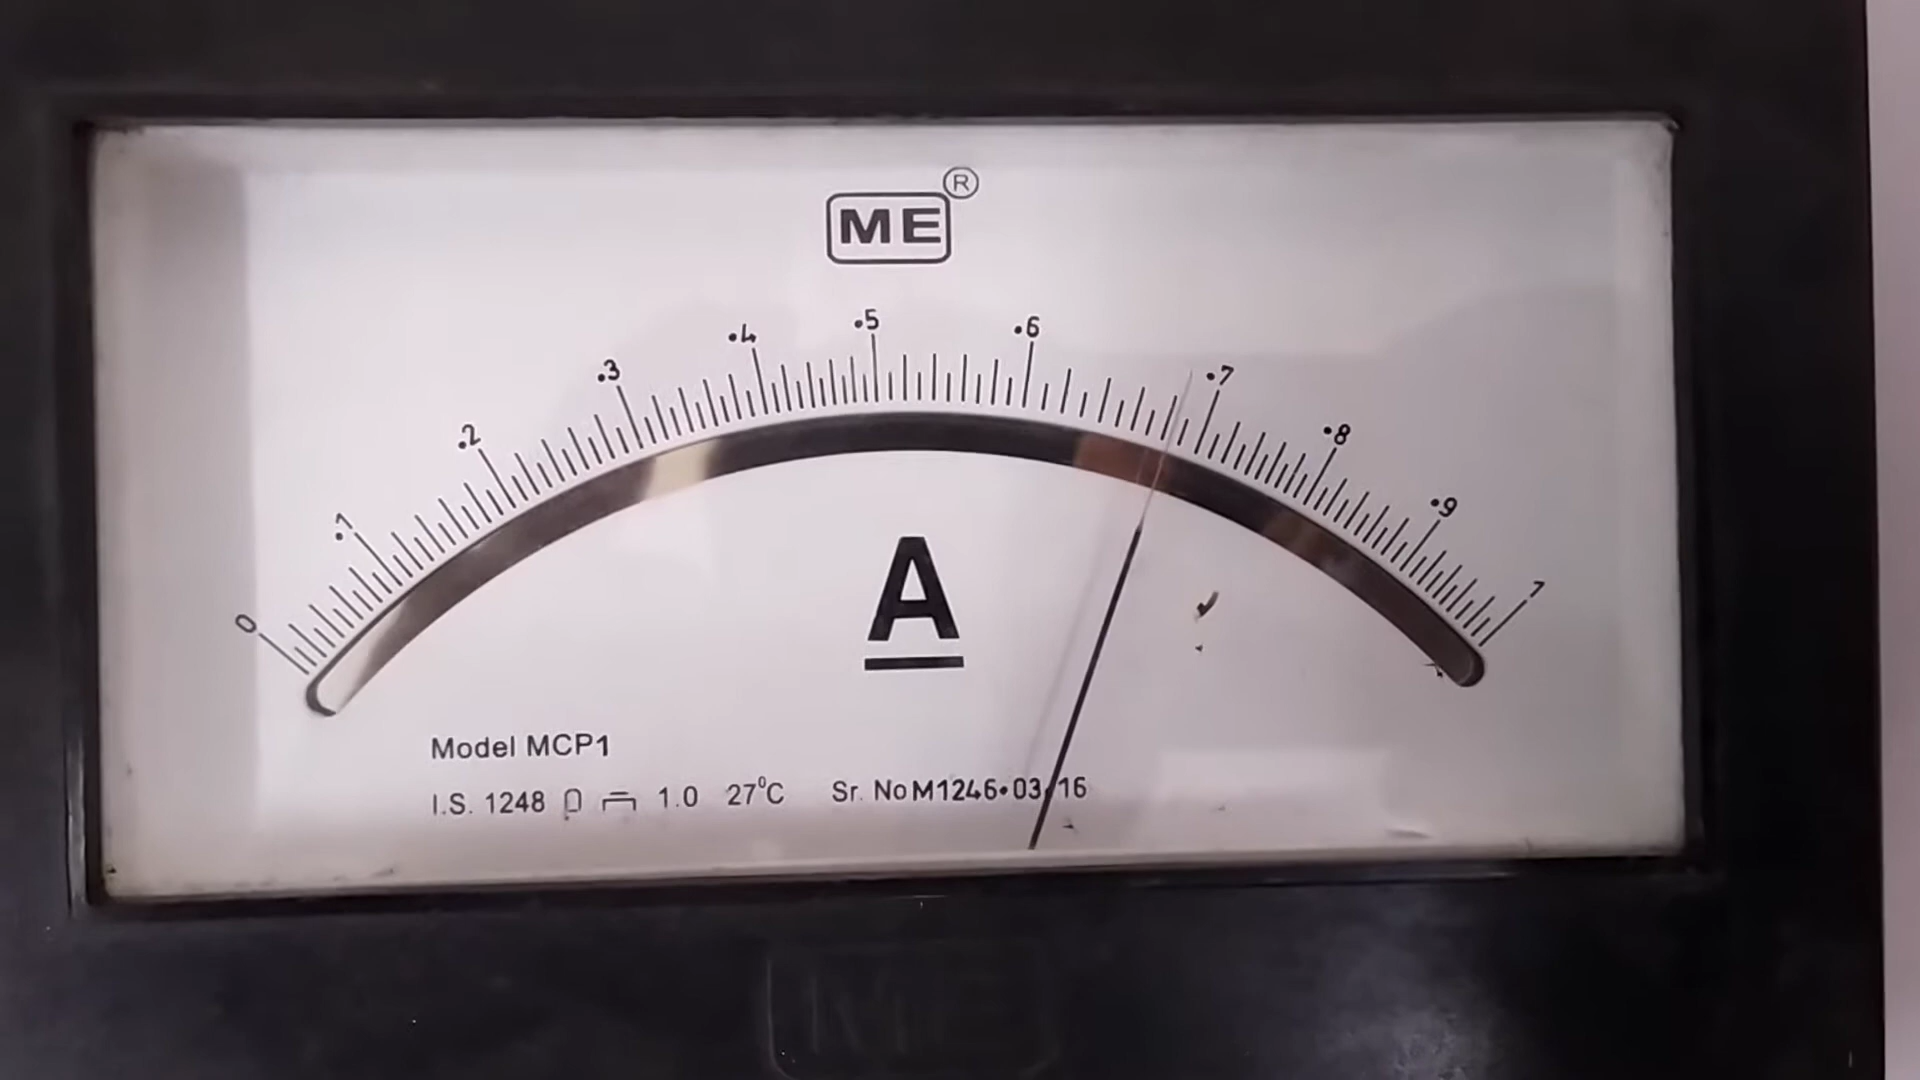 ME ®
0 .1 .2 .3 .4 .5 .6 .7 .8 .9 1
A
Model MCP1
I.S. 1248 1.0 27°C Sr. No M1246.03/16